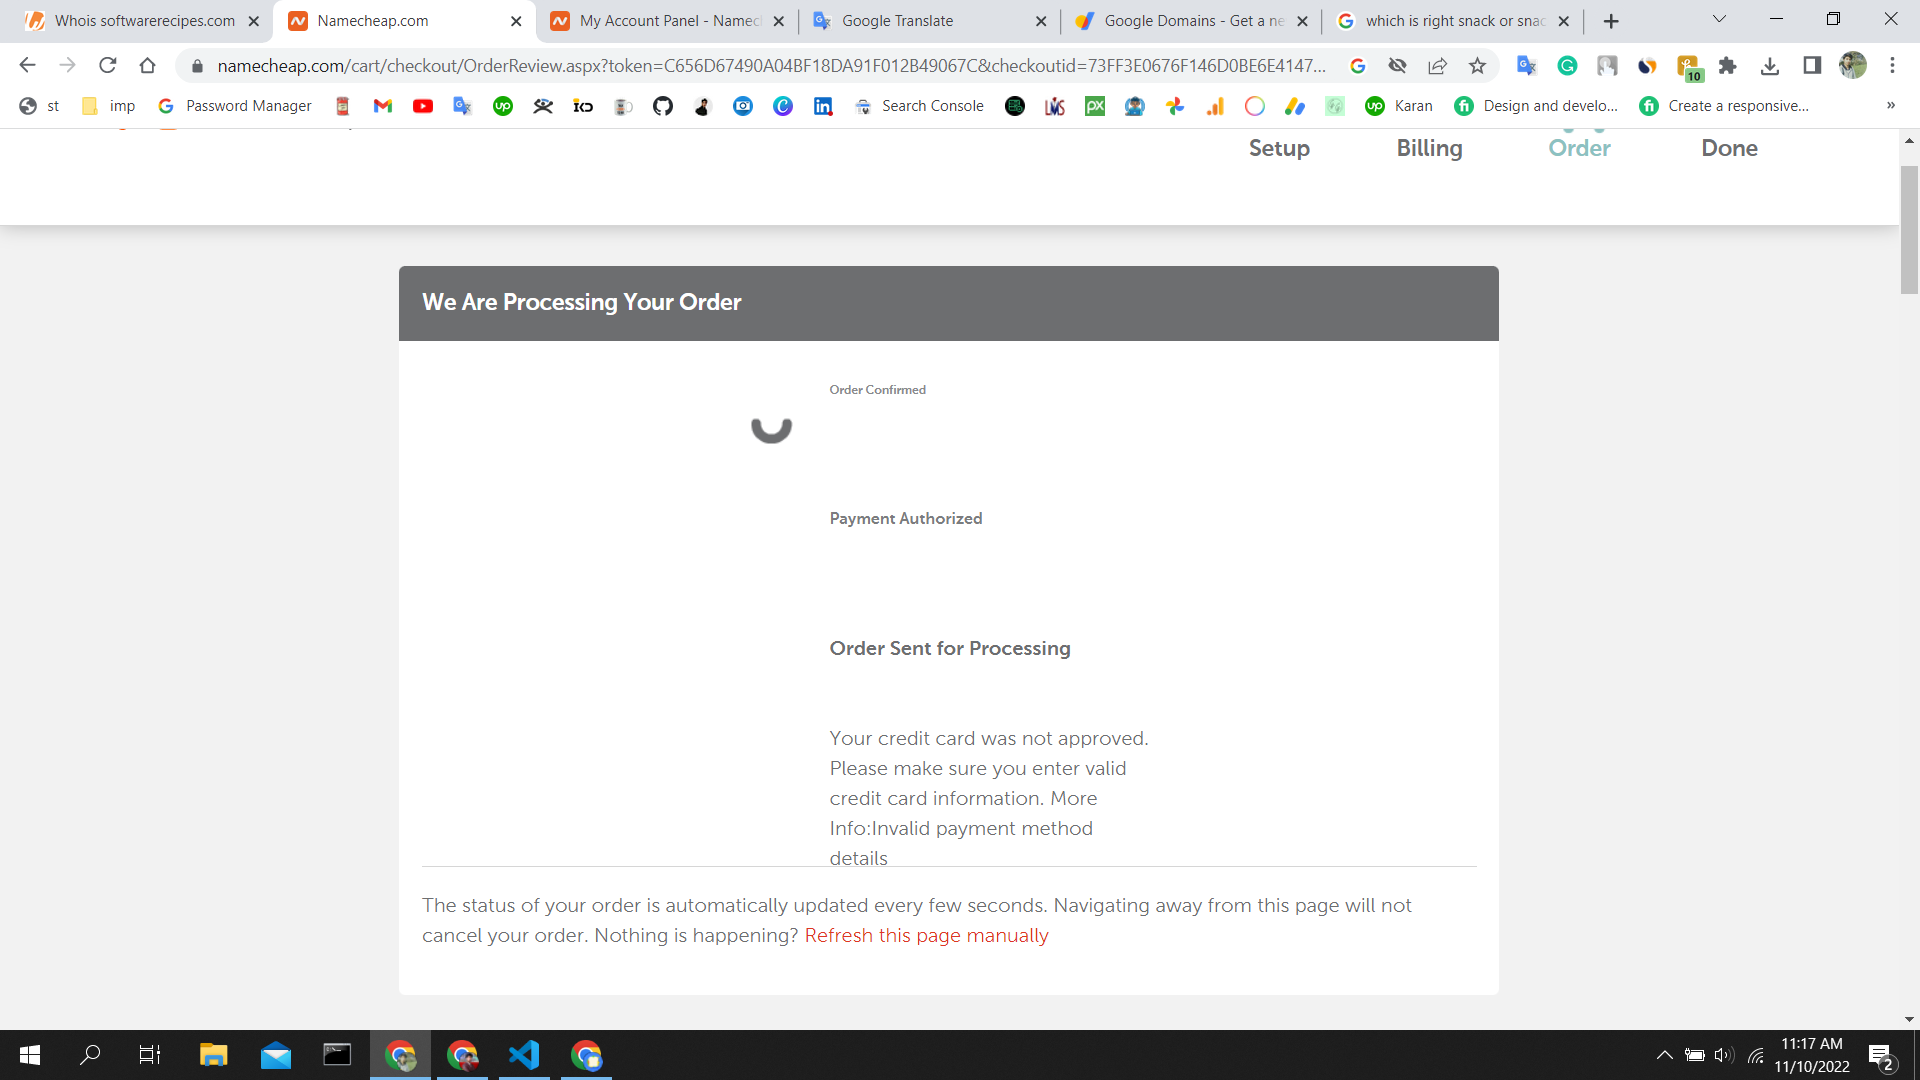 Whois softwarerecipes.com
Namecheap.com
My Account Panel - Namecl
Google Translate
Google Domains - Get a ne
which is right snack or snac
namecheap.com/cart/checkout/OrderReview.aspx?token=C656D67490A04BF18DA91F012B49067C&checkoutid=73FF3E0676F146D0BE6E4147...
10
st
imp
Password Manager
Search Console
Karan
Design and develo...
Create a responsive...
»
Setup
Billing
Order
Done
We Are Processing Your Order
Order Confirmed
Payment Authorized
Order Sent for Processing
Your credit card was not approved.
Please make sure you enter valid
credit card information. More
Info:Invalid payment method
details
The status of your order is automatically updated every few seconds. Navigating away from this page will not
cancel your order. Nothing is happening? Refresh this page manually
11:17 AM
11/10/2022
2